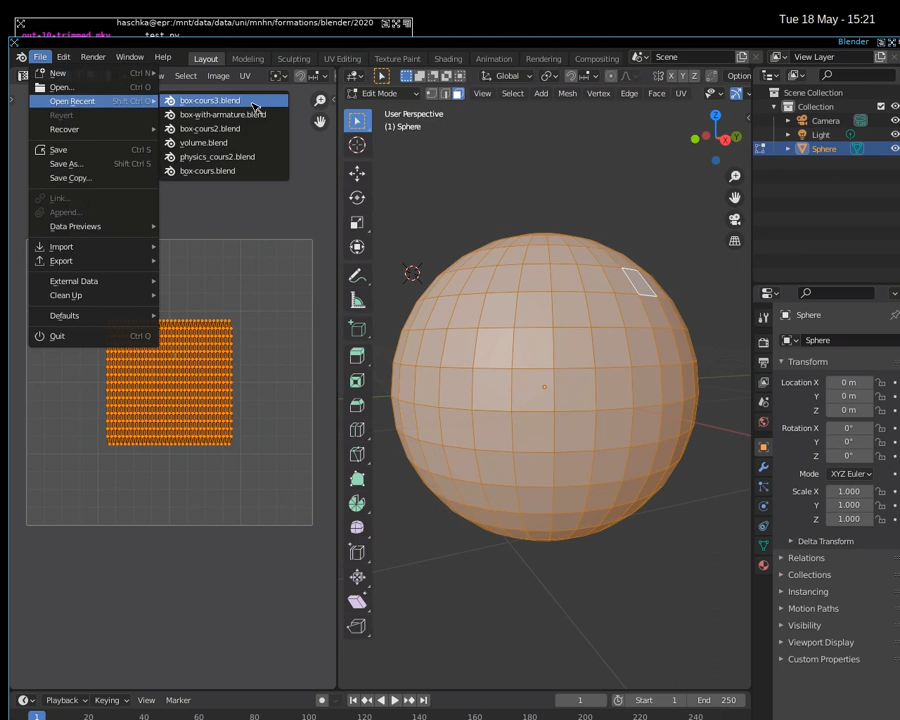 haschka@epr:/mnt/data/data/uni/mnhn/formations/blender/2020
Tue 18 May - 15:21
out-10-trimmed.mkv test.py
Blender
File Edit Render Window Help Layout Modeling Sculpting UV Editing Texture Paint Shading Animation Rendering Compositing Scene View Layer
New Ctrl N Select Image UV Option
Open... Ctrl O
Open Recent Shift Ctrl O box-cours3.blend Edit Mode View Select Add Mesh Vertex Edge
Revert box-with-armature.blend
Recover box-cours2.blend
Save Ctrl S volume.blend
Save As... Shift Ctrl S physics_cours2.blend
Save Copy... box-cours.blend
Link...
Append...
Data Previews
Import
Export
External Data
Clean Up
Defaults
Quit Ctrl Q
User Perspective
(1) Sphere
Z
X
Scene Collection
Collection
Camera
Light
Sphere
Sphere
Sphere
Transform
Location X 0 m
Y 0 m
Z 0 m
Rotation X 0°
Y 0°
Z 0°
Mode XYZ Euler
Scale X 1.000
Y 1.000
Z 1.000
Delta Transform
Relations
Collections
Instancing
Motion Paths
Visibility
Viewport Display
Custom Properties
Playback Keying View Marker 1 Start 1 End 250
1 20 40 60 80 100 120 140 160 180 200 220 240